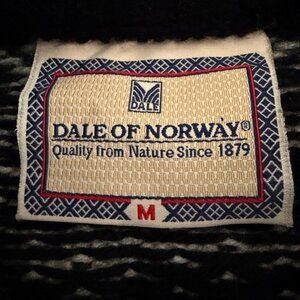 DALE
DALE OF NORWAY®
Quality from Nature Since 1879
M